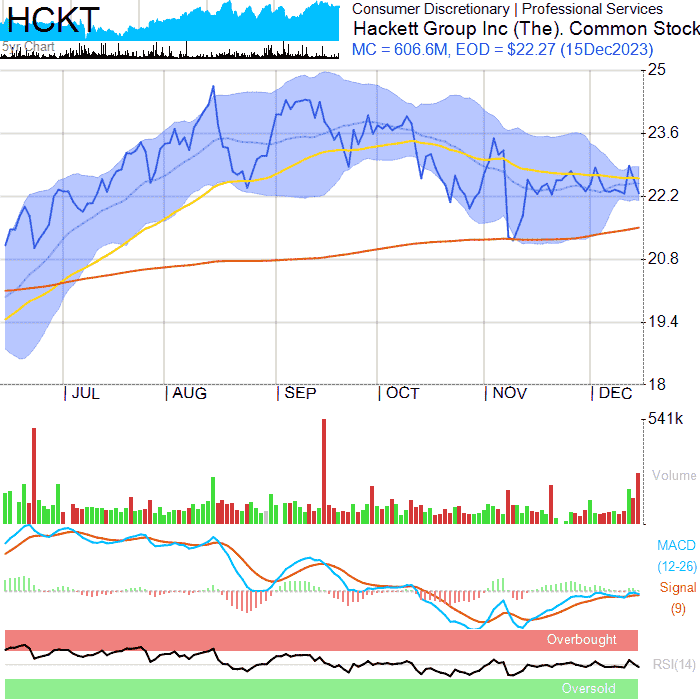 HCKT
5yr Chart
Consumer Discretionary | Professional Services
Hackett Group Inc (The). Common Stock
MC = 606.6M, EOD = $22.27 (15Dec2023)
25
23.6
22.2
20.8
19.4
18
JUL
AUG
SEP
OCT
NOV
DEC
541k
Volume
MACD
(12-26)
Signal
(9)
Overbought
RSI(14)
Oversold